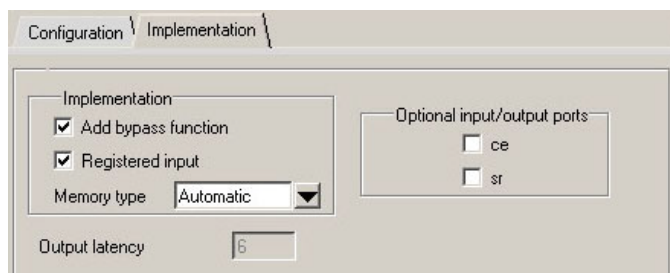 Configuration
Implementation
Implementation
Add bypass function
Registered input
Memory type Automatic
Optional input/output ports
ce
sr
Output latency 6